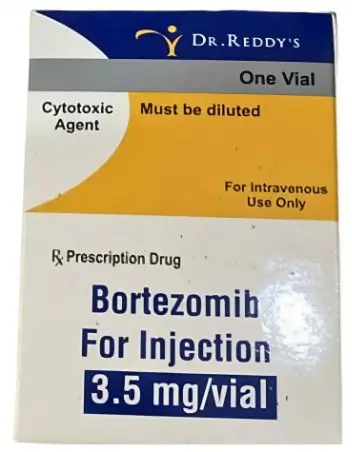 DR.REDDY'S
One Vial
Cytotoxic
Agent
Must be diluted
For Intravenous
Use Only
℞ Prescription Drug
Bortezomib
For Injection
3.5 mg/vial